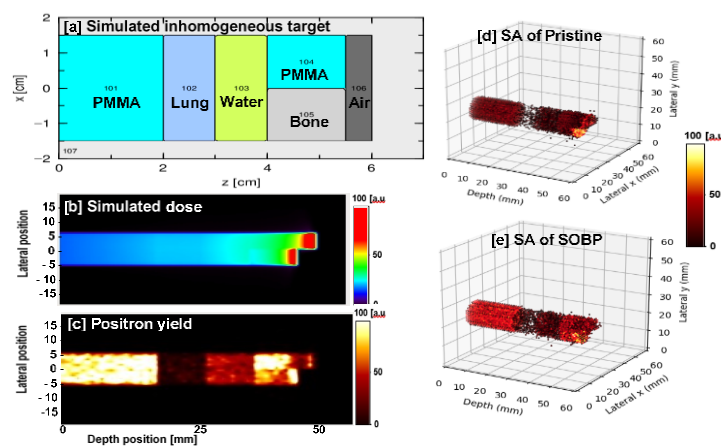 [a] Simulated inhomogeneous target
2
1
0
−1
−2
x [cm]
101
PMMA
102
Lung
103
Water
104
PMMA
105
Bone
106
Air
107
0
1
2
3
4
5
6
z [cm]
[b] Simulated dose
15
10
5
0
- 5
- 10
- 15
Lateral position
100 [a.u
50
0
[c] Positron yield
15
10
5
0
- 5
- 10
- 15
Lateral position
100 [a.u
50
0
0
25
50
Depth position [mm]
[d] SA of Pristine
60
50
40
30
20
10
0
Lateral y (mm)
0 10 20 30 40 50 60
Depth (mm)
0 10 20 30 40 50 60
Lateral x (mm)
100 [a.u
50
0
[e] SA of SOBP
60
50
40
30
20
10
0
Lateral y (mm)
0 10 20 30 40 50 60
Depth (mm)
0 10 20 30 40 50 60
Lateral x (mm)